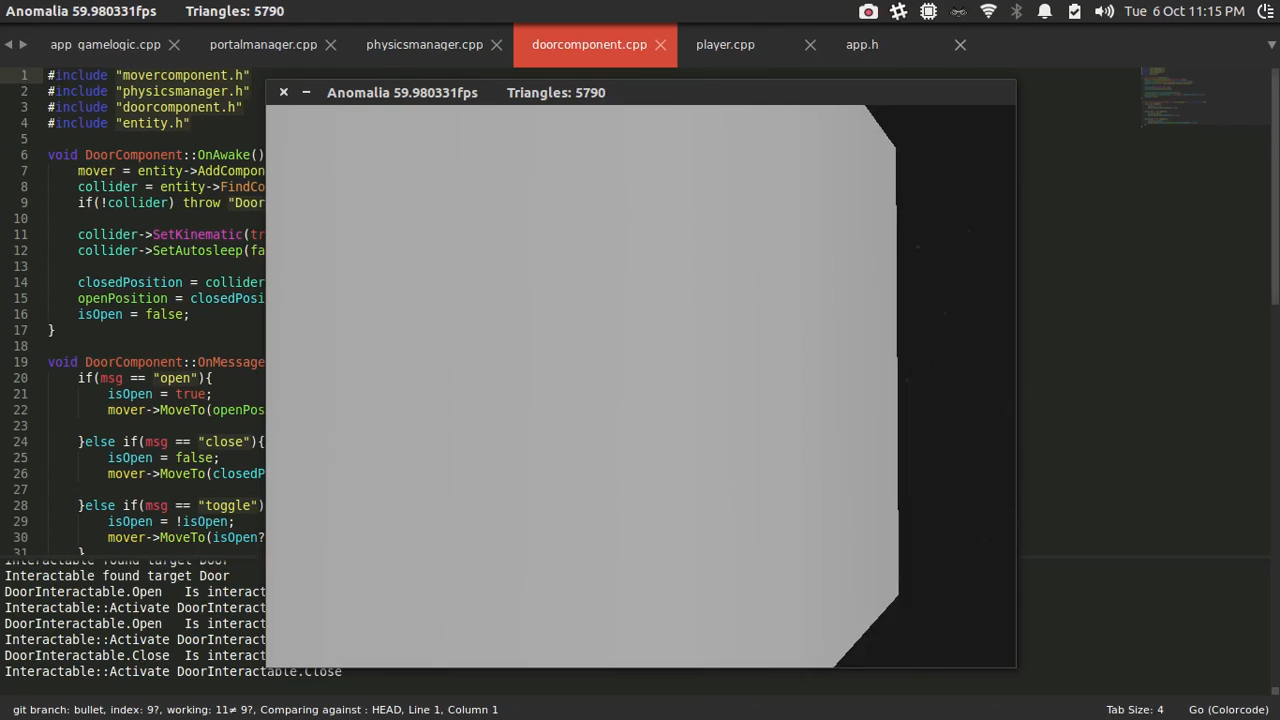 Anomalia 59.980331fps Triangles: 5790
Tue 6 Oct 11:15 PM
app_gamelogic.cpp portalmanager.cpp physicsmanager.cpp doorcomponent.cpp player.cpp app.h
Anomalia 59.980331fps Triangles: 5790
1 #include "movercomponent.h"
2 #include "physicsmanager.h"
3 #include "doorcomponent.h"
4 #include "entity.h"
5
6 void DoorComponent::OnAwake()
7 mover = entity->AddCompon
8 collider = entity->FindCo
9 if(!collider) throw "Door
10
11 collider->SetKinematic(tr
12 collider->SetAutosleep(fa
13
14 closedPosition = collider
15 openPosition = closedPosi
16 isOpen = false;
17 }
18
19 void DoorComponent::OnMessage
20 if(msg == "open"){
21 isOpen = true;
22 mover->MoveTo(openPos
23
24 }else if(msg == "close"){
25 isOpen = false;
26 mover->MoveTo(closedP
27
28 }else if(msg == "toggle")
29 isOpen = !isOpen;
30 mover->MoveTo(isOpen?
31 }
Interactable found target Door
Interactable found target Door
DoorInteractable.Open Is interact
Interactable::Activate DoorIntera
DoorInteractable.Open Is interact
Interactable::Activate DoorIntera
DoorInteractable.Close Is interact
Interactable::Activate DoorInteractable.Close
git branch: bullet, index: 9?, working: 11≠ 9?, Comparing against : HEAD, Line 1, Column 1
Tab Size: 4 Go (Colorcode)